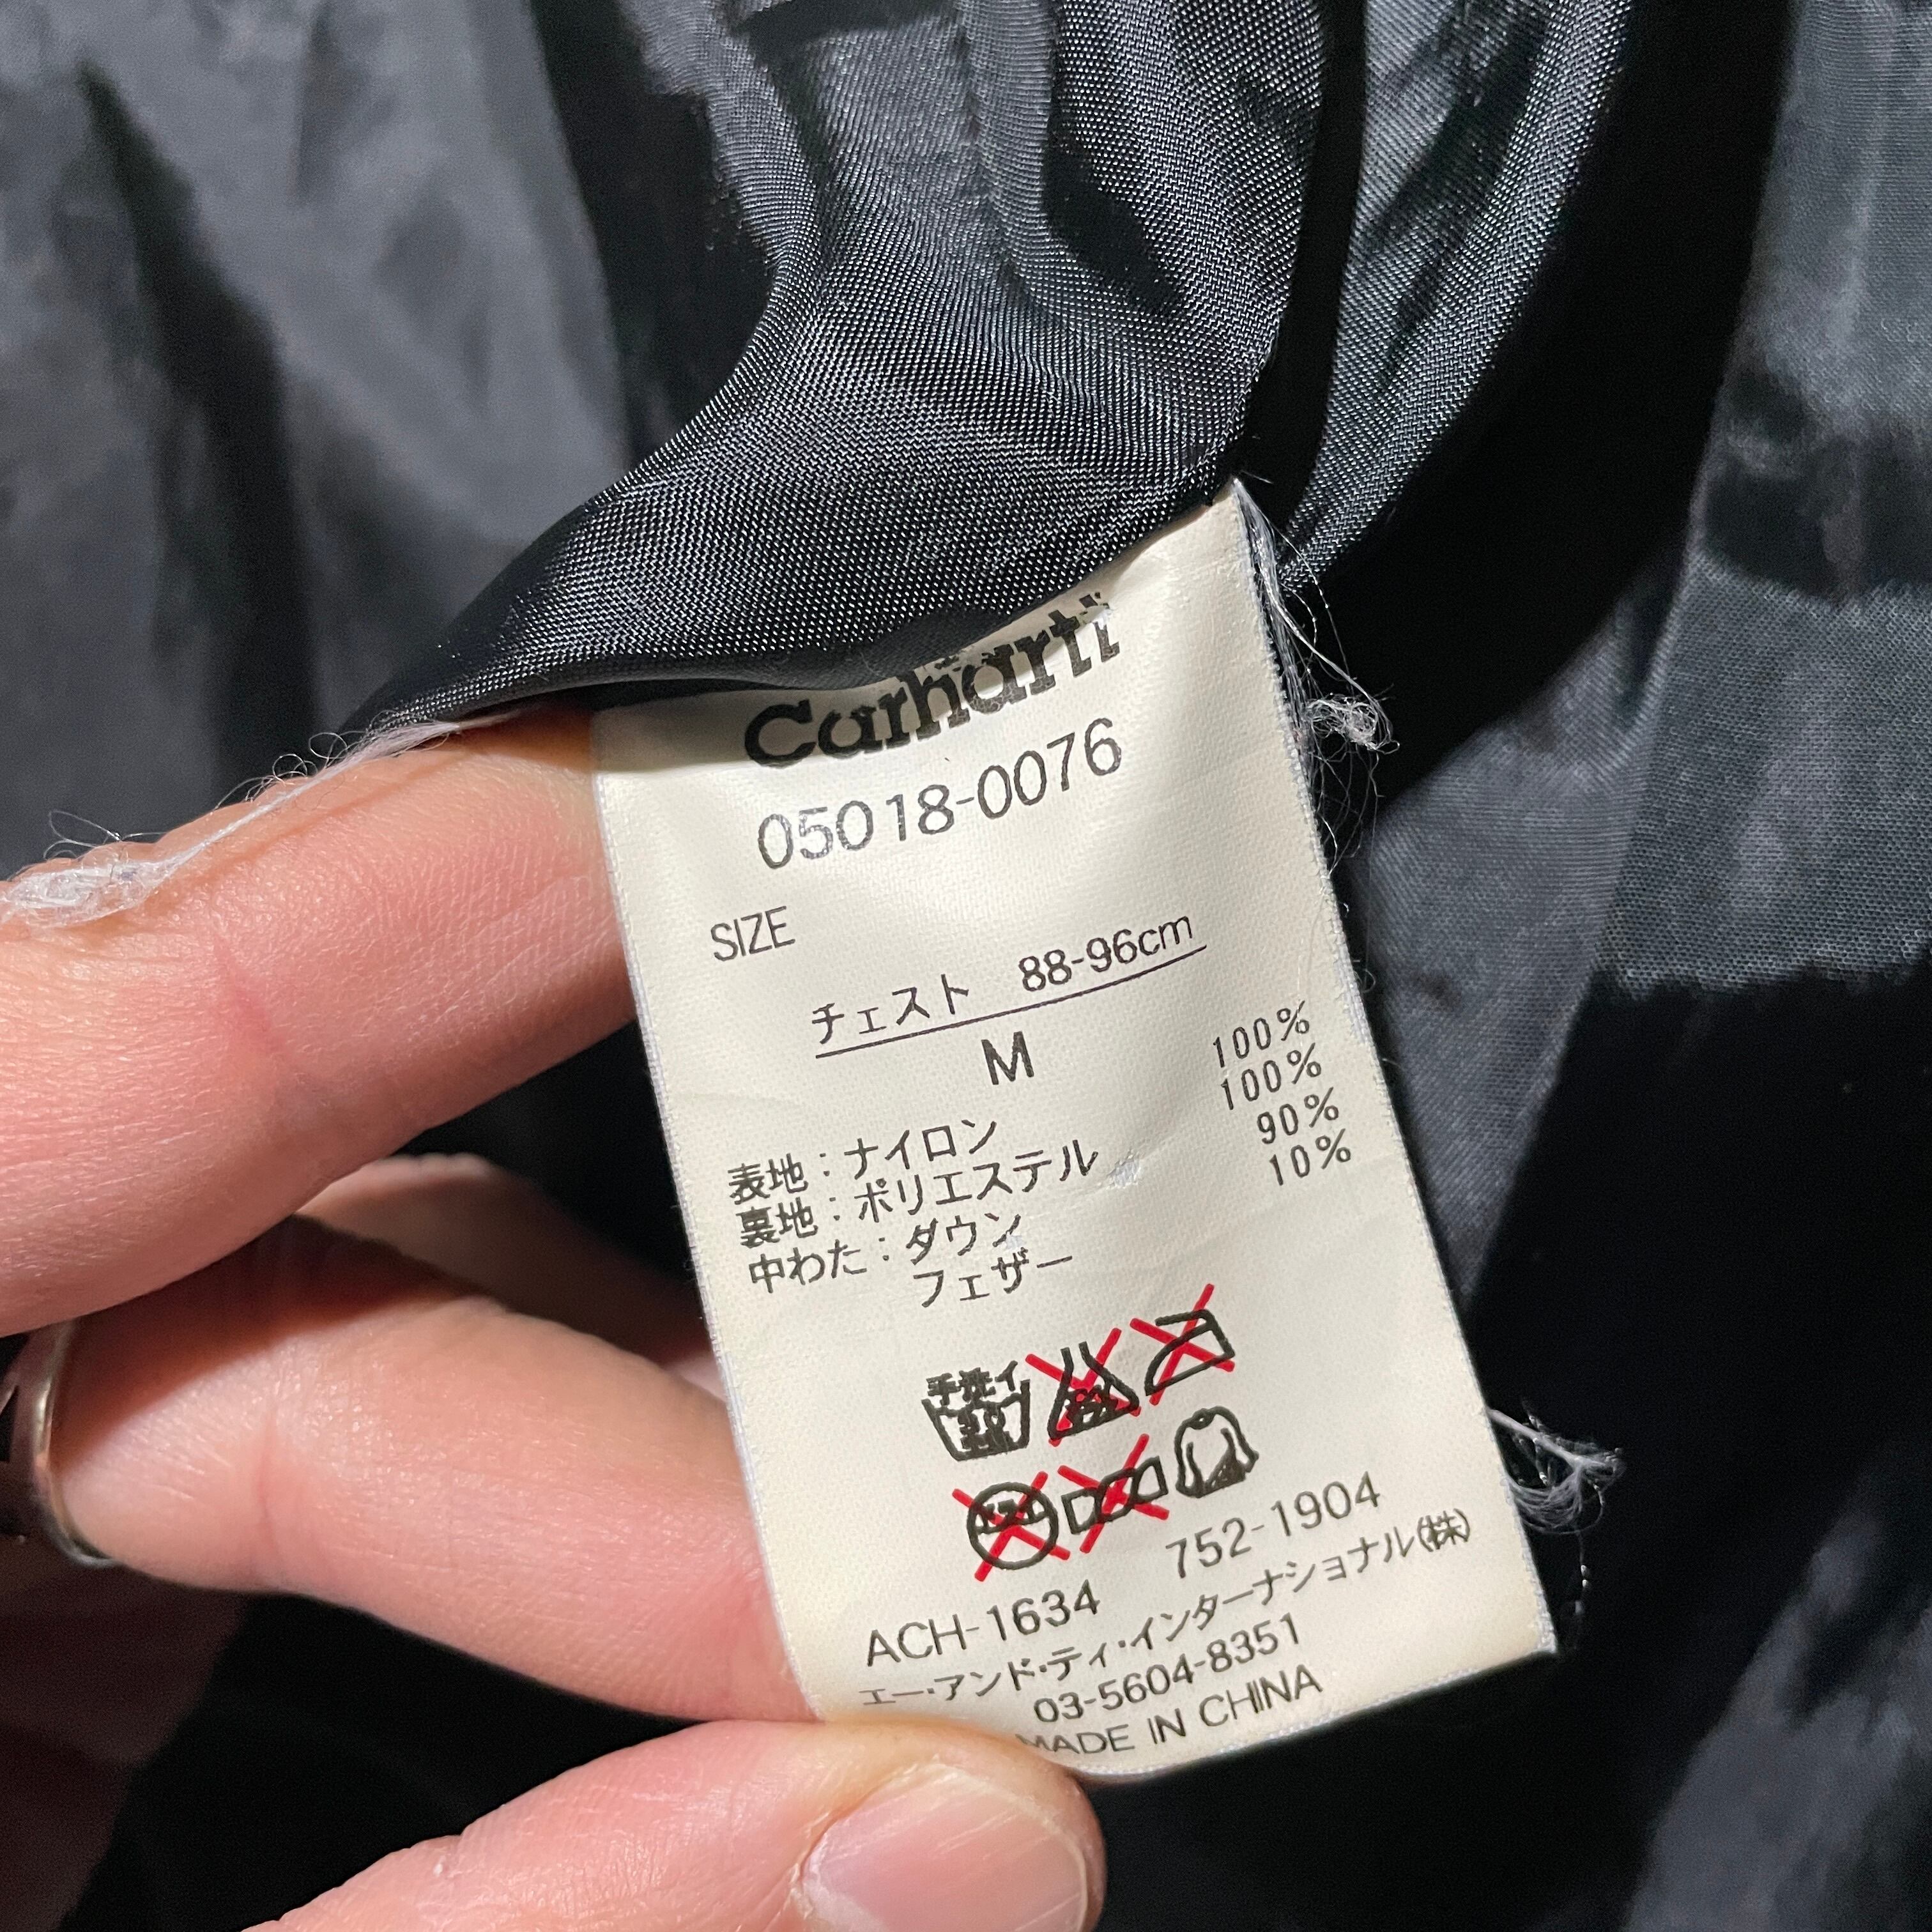 Carhartt
05018-0076
SIZE
チェスト 88-96cm
M
表地：ナイロン 100%
裏地：ポリエステル 100%
中わた：ダウン 90%
フェザー 10%
手洗イ
ACH-1634 752-1904
エー・アンド・ティ・インターナショナル(株)
03-5604-8351
MADE IN CHINA